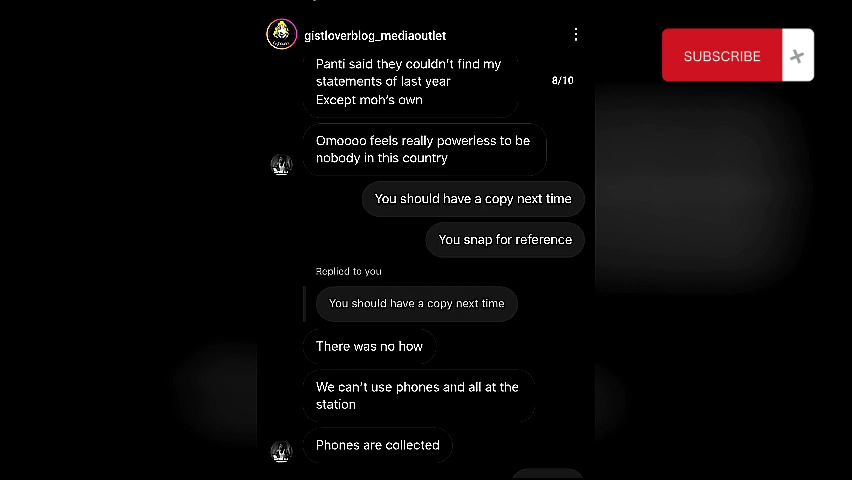 gistloverblog_mediaoutlet
SUBSCRIBE
Panti said they couldn't find my
statements of last year
Except moh's own
8/10
Omoooo feels really powerless to be
nobody in this country
You should have a copy next time
You snap for reference
Replied to you
You should have a copy next time
There was no how
We can't use phones and all at the
station
Phones are collected